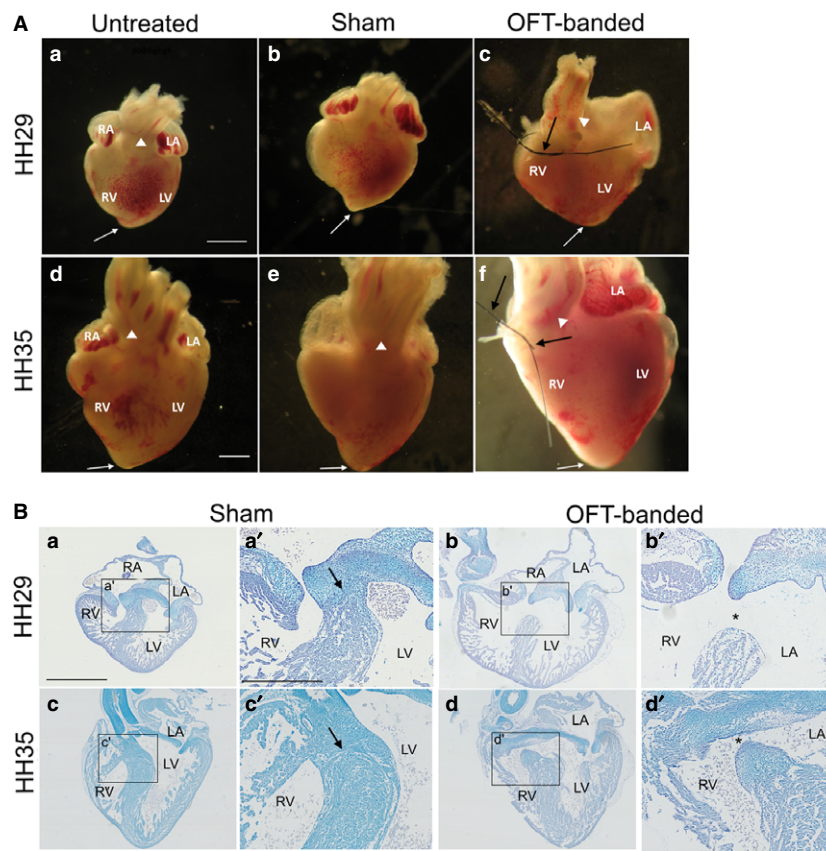 A
Untreated
Sham
OFT-banded
HH29
a
RA
LA
RV
LV
b
c
LA
RV
LV
HH35
d
RA
LA
RV
LV
e
f
LA
RV
LV
B
Sham
OFT-banded
HH29
a
RA
a'
LA
RV
LV
a′
RV
LV
b
LA
RA
b'
RV
LV
b′
*
RV
LA
HH35
c
LA
c'
LV
RV
c′
LV
RV
d
LA
d'
RV
LV
d′
LA
*
RV